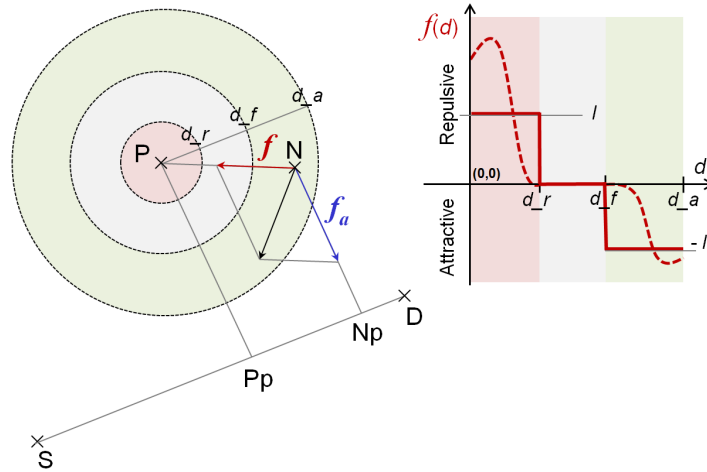 d_a
d_f
d_r
P
N
f
f_a
D
Np
Pp
S
f(d)
Repulsive
I
(0,0)
d
d_r
d_f
d_a
Attractive
- I